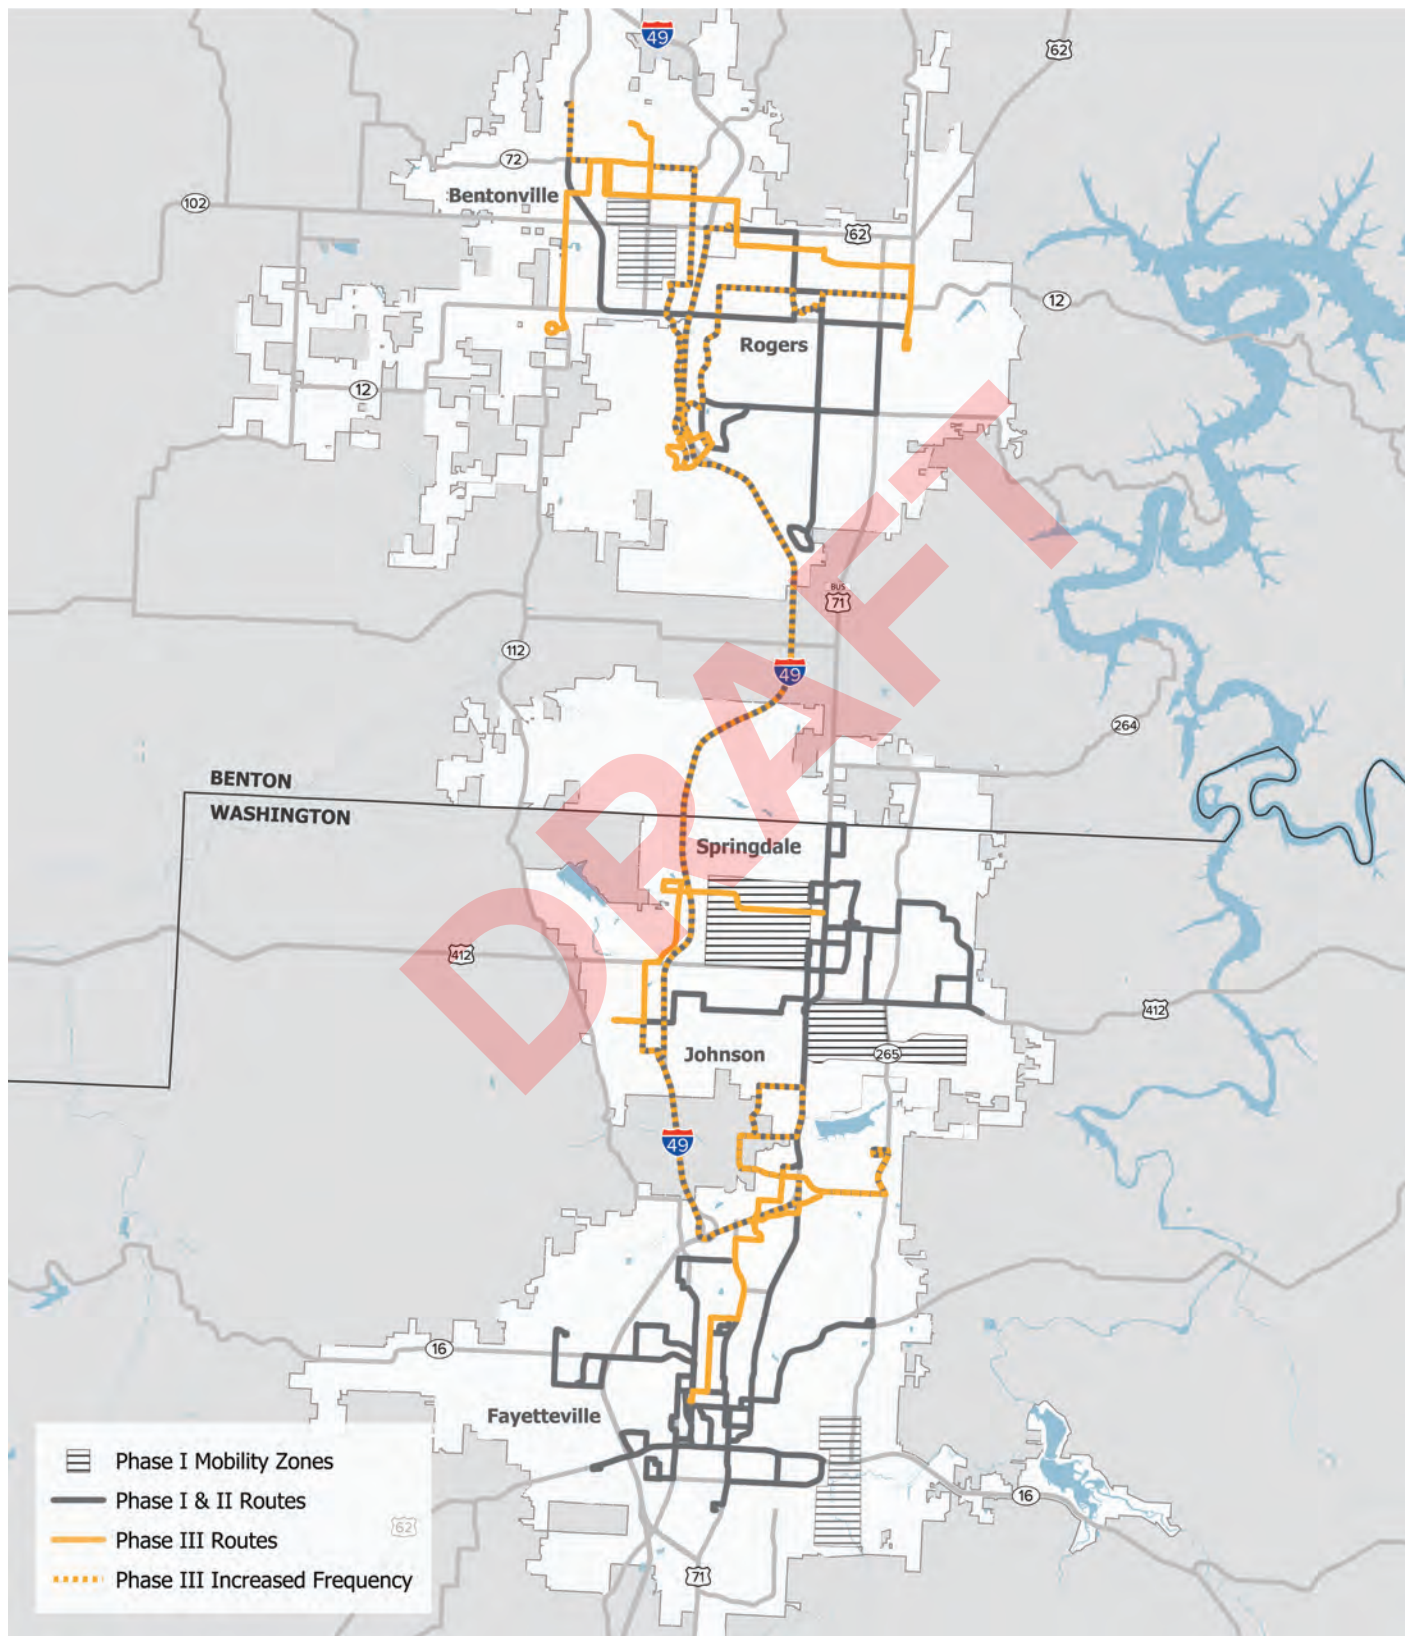 49
62
72
Bentonville
102
62
12
Rogers
12
BUS
71
112
49
264
BENTON
WASHINGTON
Springdale
412
412
Johnson
265
49
16
Fayetteville
16
62
71
DRAFT
Phase I Mobility Zones
Phase I & II Routes
Phase III Routes
Phase III Increased Frequency